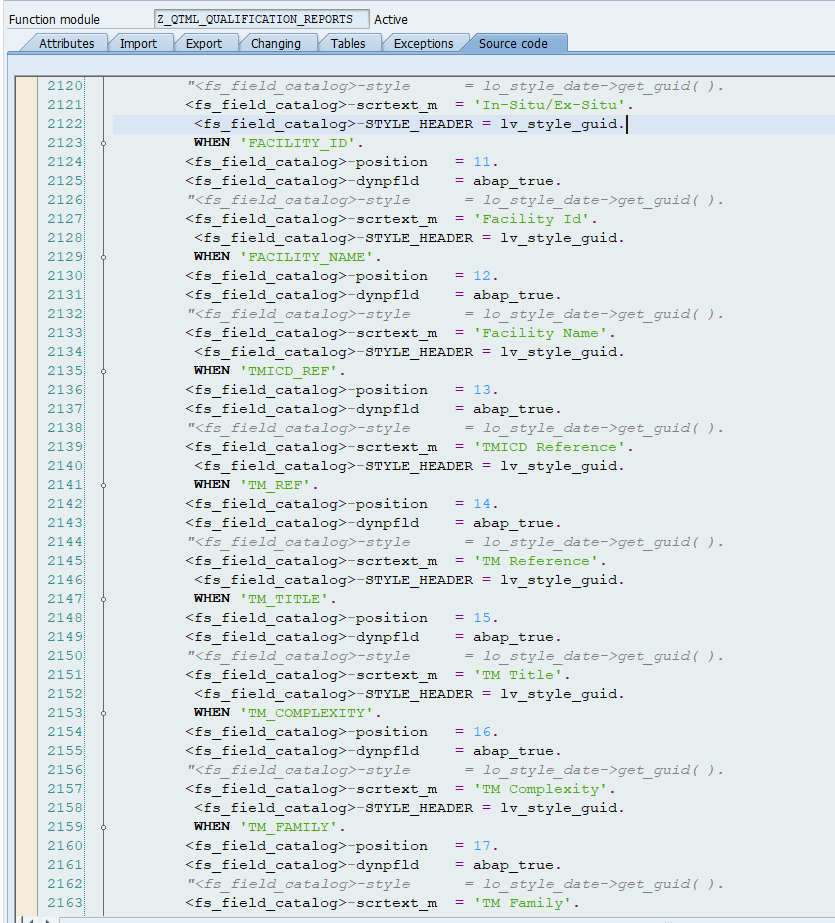 Function module Z_QTML_QUALIFICATION_REPORTS Active
Attributes Import Export Changing Tables Exceptions Source code
2120 "<fs_field_catalog>-style = lo_style_date->get_guid( ).
2121 <fs_field_catalog>-scrtext_m = 'In-Situ/Ex-Situ'.
2122 <fs_field_catalog>-STYLE_HEADER = lv_style_guid.
2123 WHEN 'FACILITY_ID'.
2124 <fs_field_catalog>-position = 11.
2125 <fs_field_catalog>-dynpfld = abap_true.
2126 "<fs_field_catalog>-style = lo_style_date->get_guid( ).
2127 <fs_field_catalog>-scrtext_m = 'Facility Id'.
2128 <fs_field_catalog>-STYLE_HEADER = lv_style_guid.
2129 WHEN 'FACILITY_NAME'.
2130 <fs_field_catalog>-position = 12.
2131 <fs_field_catalog>-dynpfld = abap_true.
2132 "<fs_field_catalog>-style = lo_style_date->get_guid( ).
2133 <fs_field_catalog>-scrtext_m = 'Facility Name'.
2134 <fs_field_catalog>-STYLE_HEADER = lv_style_guid.
2135 WHEN 'TMICD_REF'.
2136 <fs_field_catalog>-position = 13.
2137 <fs_field_catalog>-dynpfld = abap_true.
2138 "<fs_field_catalog>-style = lo_style_date->get_guid( ).
2139 <fs_field_catalog>-scrtext_m = 'TMICD Reference'.
2140 <fs_field_catalog>-STYLE_HEADER = lv_style_guid.
2141 WHEN 'TM_REF'.
2142 <fs_field_catalog>-position = 14.
2143 <fs_field_catalog>-dynpfld = abap_true.
2144 "<fs_field_catalog>-style = lo_style_date->get_guid( ).
2145 <fs_field_catalog>-scrtext_m = 'TM Reference'.
2146 <fs_field_catalog>-STYLE_HEADER = lv_style_guid.
2147 WHEN 'TM_TITLE'.
2148 <fs_field_catalog>-position = 15.
2149 <fs_field_catalog>-dynpfld = abap_true.
2150 "<fs_field_catalog>-style = lo_style_date->get_guid( ).
2151 <fs_field_catalog>-scrtext_m = 'TM Title'.
2152 <fs_field_catalog>-STYLE_HEADER = lv_style_guid.
2153 WHEN 'TM_COMPLEXITY'.
2154 <fs_field_catalog>-position = 16.
2155 <fs_field_catalog>-dynpfld = abap_true.
2156 "<fs_field_catalog>-style = lo_style_date->get_guid( ).
2157 <fs_field_catalog>-scrtext_m = 'TM Complexity'.
2158 <fs_field_catalog>-STYLE_HEADER = lv_style_guid.
2159 WHEN 'TM_FAMILY'.
2160 <fs_field_catalog>-position = 17.
2161 <fs_field_catalog>-dynpfld = abap_true.
2162 "<fs_field_catalog>-style = lo_style_date->get_guid( ).
2163 <fs_field_catalog>-scrtext_m = 'TM Family'.